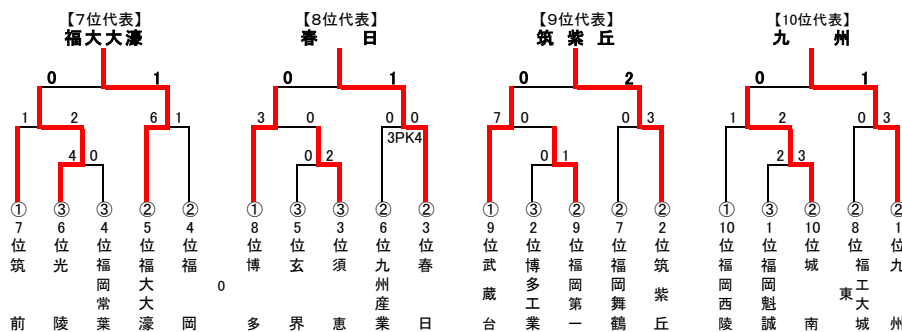 【7位代表】 【8位代表】 【9位代表】 【10位代表】
福大大濠 春日 筑紫丘 九州
0 1 0 1 0 2 0 1
1 2 6 1 3 0 0 0 7 0 0 3 1 2 0 3
3PK4
4 0 0 2 0 1 2 3
① ③ ③ ② ② ① ③ ③ ② ② ① ③ ② ② ② ① ③ ② ② ②
7位筑前
6位光陵
4位福岡常葉
5位福大大濠
4位福岡
0
8位博多
5位玄界
3位須恵
6位九州産業
3位春日
9位武蔵台
2位博多工業
9位福岡第一
7位福岡舞鶴
2位筑紫丘
10位福岡西陵
1位福岡魁誠
10位城南
8位福工大城東
1位九州